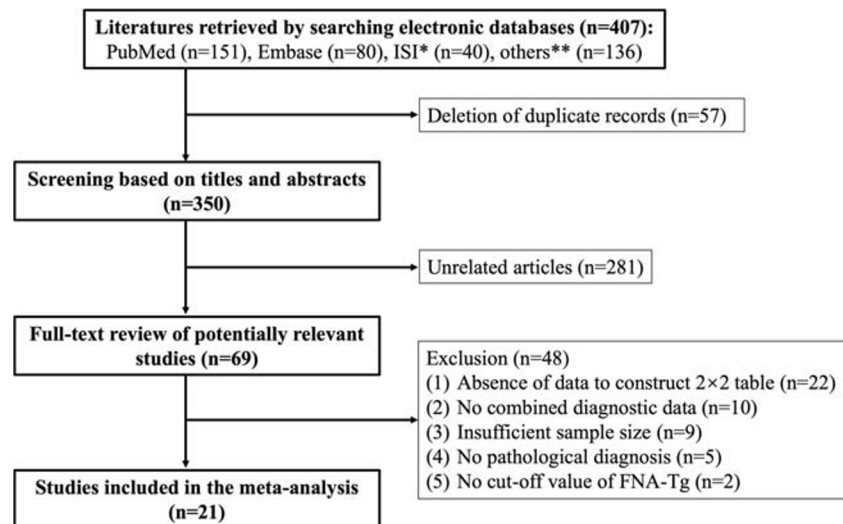 Literatures retrieved by searching electronic databases (n=407):
PubMed (n=151), Embase (n=80), ISI* (n=40), others** (n=136)
Deletion of duplicate records (n=57)
Screening based on titles and abstracts
(n=350)
Unrelated articles (n=281)
Full-text review of potentially relevant
studies (n=69)
Exclusion (n=48)
(1) Absence of data to construct 2×2 table (n=22)
(2) No combined diagnostic data (n=10)
(3) Insufficient sample size (n=9)
(4) No pathological diagnosis (n=5)
(5) No cut-off value of FNA-Tg (n=2)
Studies included in the meta-analysis
(n=21)